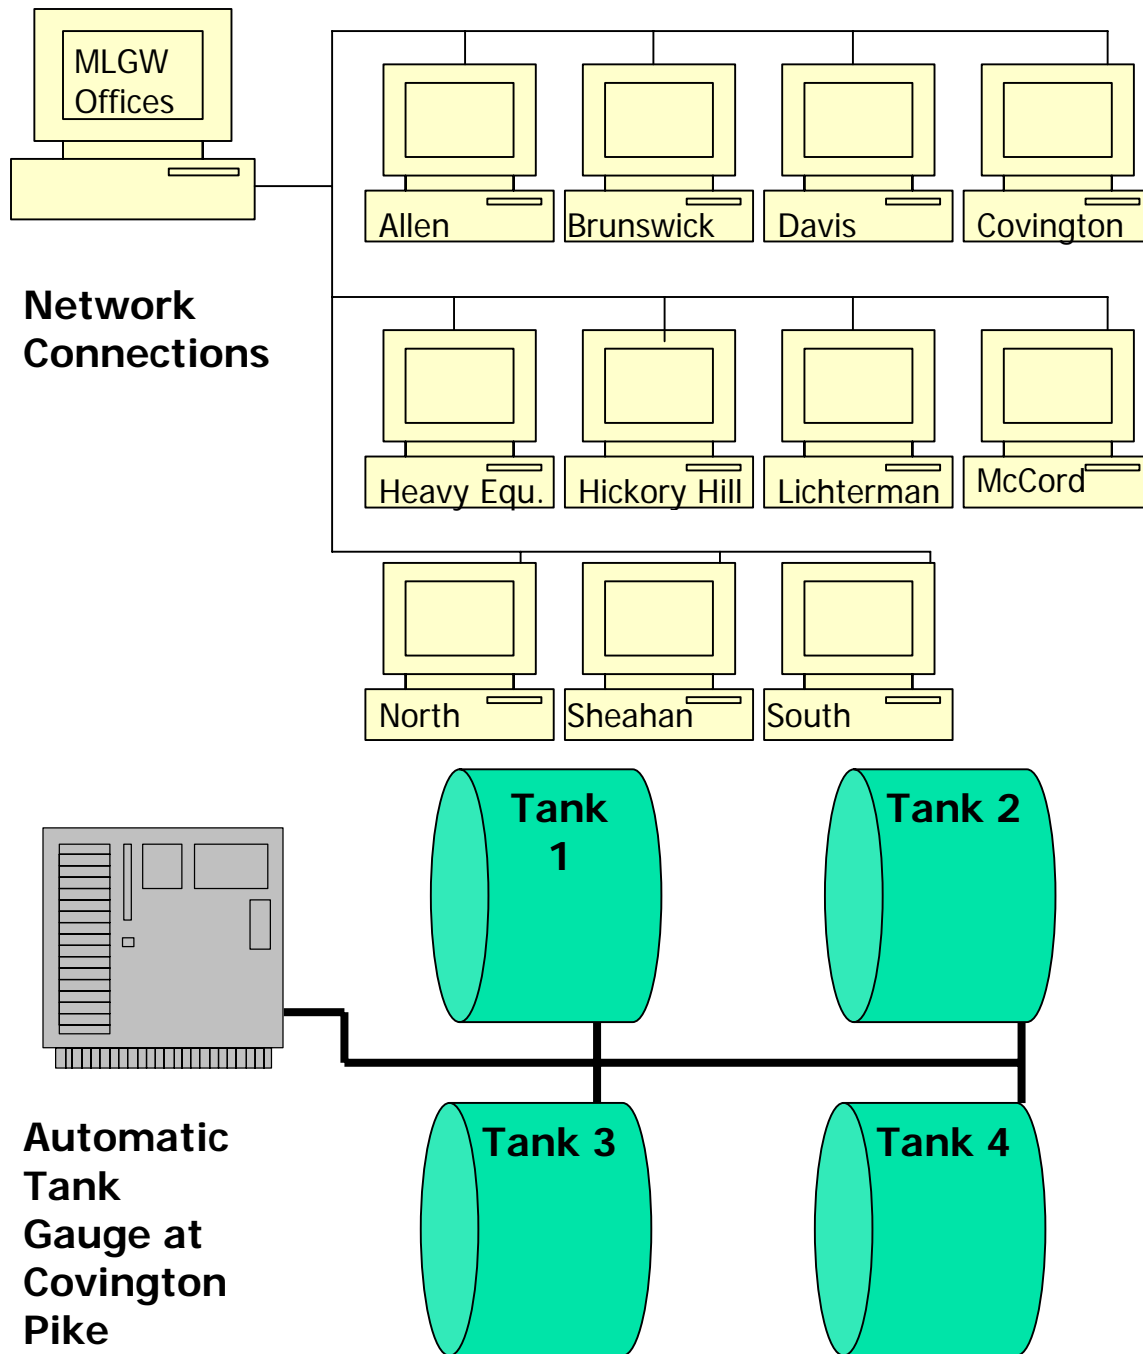 MLGW
Offices
Allen
Brunswick
Davis
Covington
Network
Connections
Heavy Equ.
Hickory Hill
Lichterman
McCord
North
Sheahan
South
Tank
1
Tank 2
Automatic
Tank
Gauge at
Covington
Pike
Tank 3
Tank 4